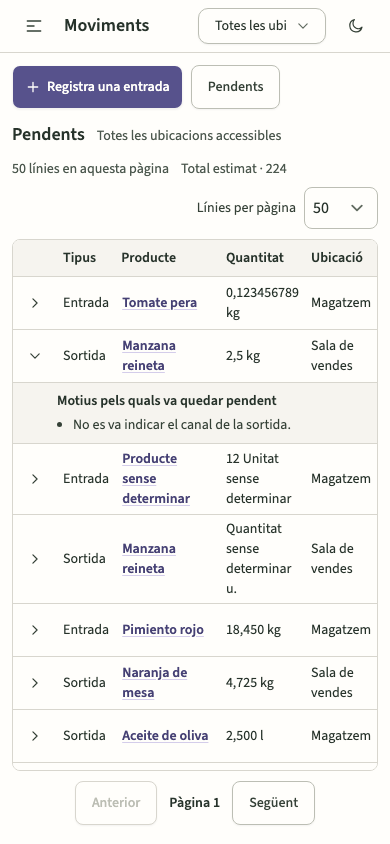 Moviments
Totes les ubi
Registra una entrada
Pendents
Pendents Totes les ubicacions accessibles
50 línies en aquesta pàgina Total estimat · 224
Línies per pàgina 50
Tipus Producte Quantitat Ubicació
Entrada Tomate pera 0,123456789 kg Magatzem
Sortida Manzana reineta 2,5 kg Sala de vendes
Motius pels quals va quedar pendent
• No es va indicar el canal de la sortida.
Entrada Producte sense determinar 12 Unitat sense determinar Magatzem
Sortida Manzana reineta Quantitat sense determinar u. Sala de vendes
Entrada Pimiento rojo 18,450 kg Magatzem
Sortida Naranja de mesa 4,725 kg Sala de vendes
Sortida Aceite de oliva 2,500 l Magatzem
Anterior Pàgina 1 Següent